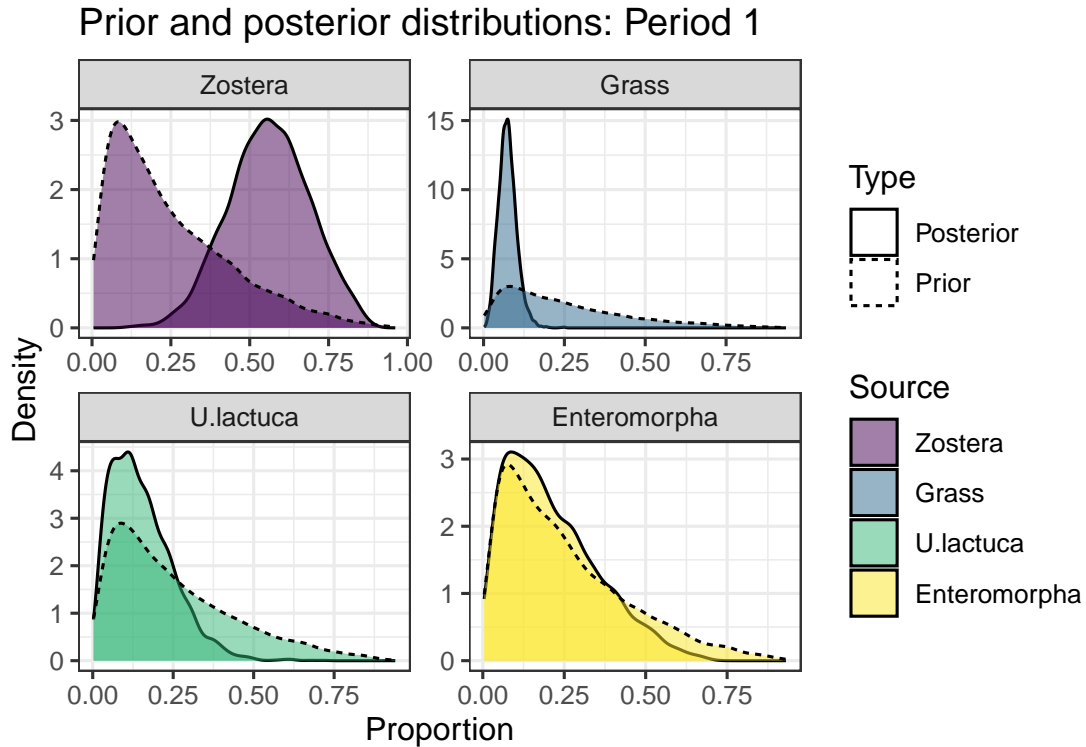 Prior and posterior distributions: Period 1
Zostera
Grass
3
2
1
0
0.00 0.25 0.50 0.75 1.00
15
10
5
0
0.00 0.25 0.50 0.75
U.lactuca
Enteromorpha
4
3
2
1
0
0.00 0.25 0.50 0.75
3
2
1
0
0.00 0.25 0.50 0.75
Density
Proportion
Type
Posterior
Prior
Source
Zostera
Grass
U.lactuca
Enteromorpha